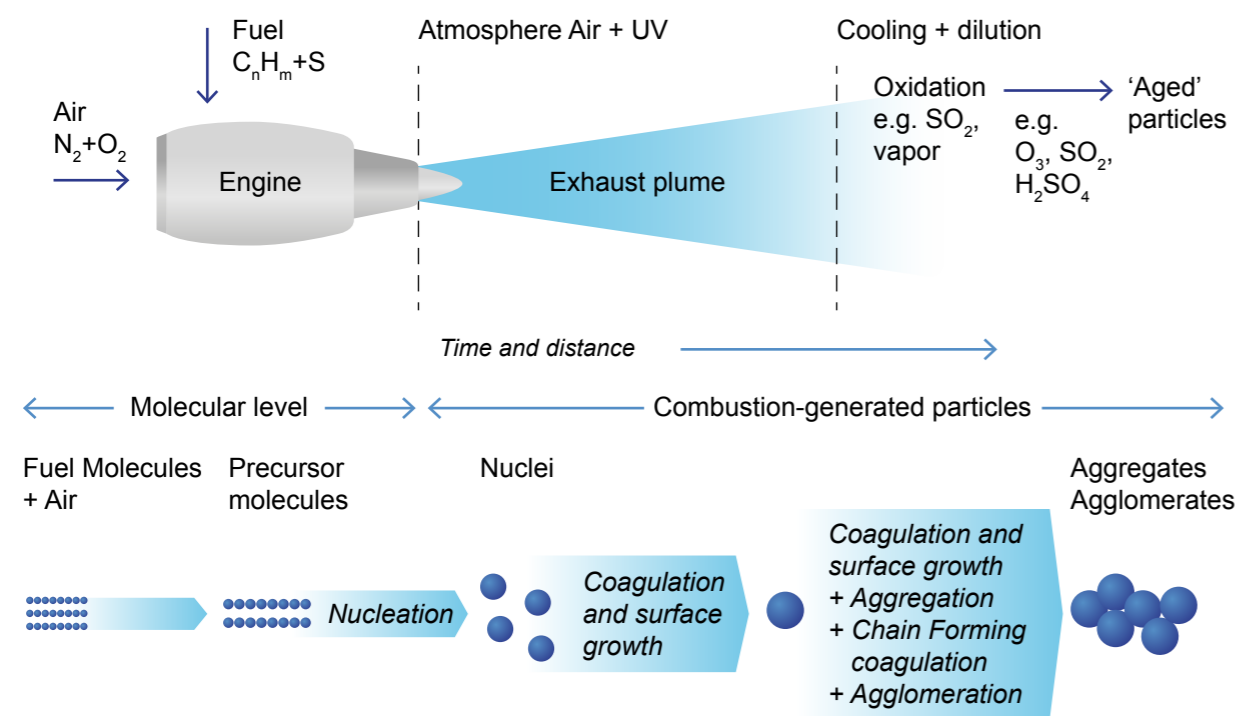 Fuel
CₙHₘ+S
Atmosphere Air + UV
Cooling + dilution
Air
N₂+O₂
Engine
Exhaust plume
Oxidation
e.g. SO₂,
vapor
e.g.
O₃, SO₂,
H₂SO₄
‘Aged’
particles
Time and distance
Molecular level
Combustion-generated particles
Fuel Molecules
+ Air
Precursor
molecules
Nuclei
Aggregates
Agglomerates
Nucleation
Coagulation
and surface
growth
Coagulation and
surface growth
+ Aggregation
+ Chain Forming
coagulation
+ Agglomeration